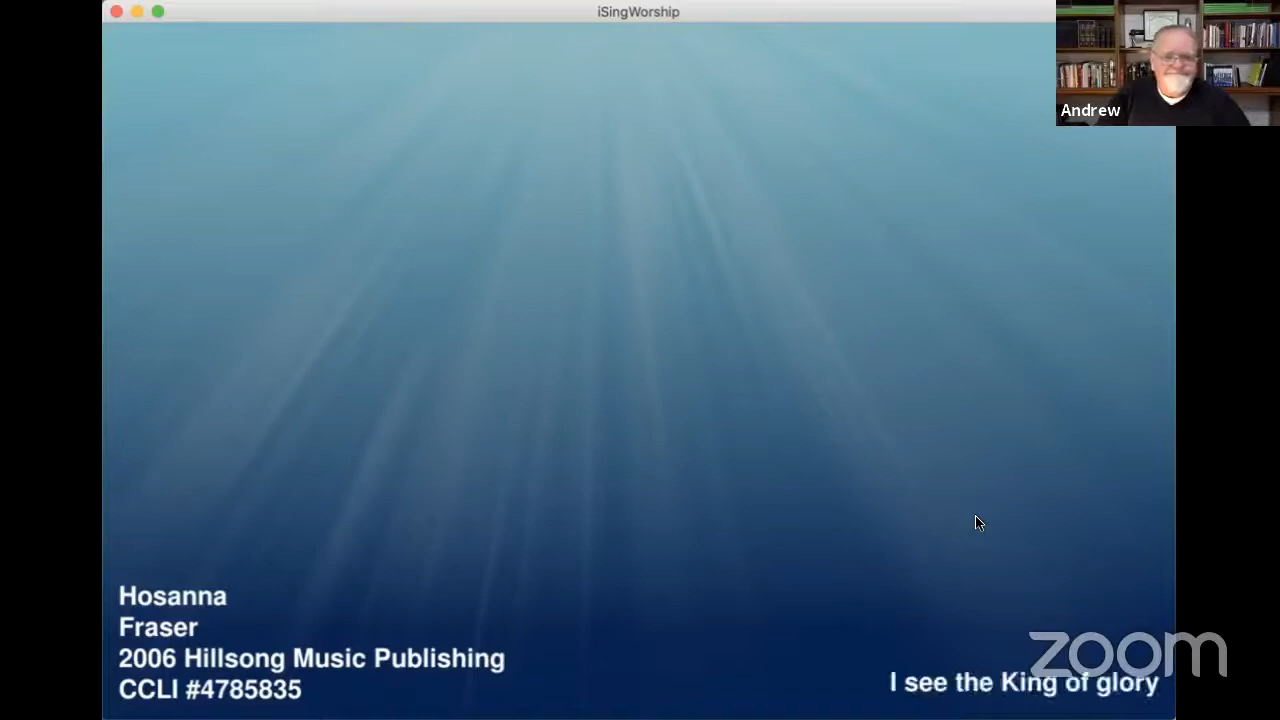 iSingWorship
Andrew
Hosanna
Fraser
2006 Hillsong Music Publishing
CCLI #4785835
I see the King of glory
zoom